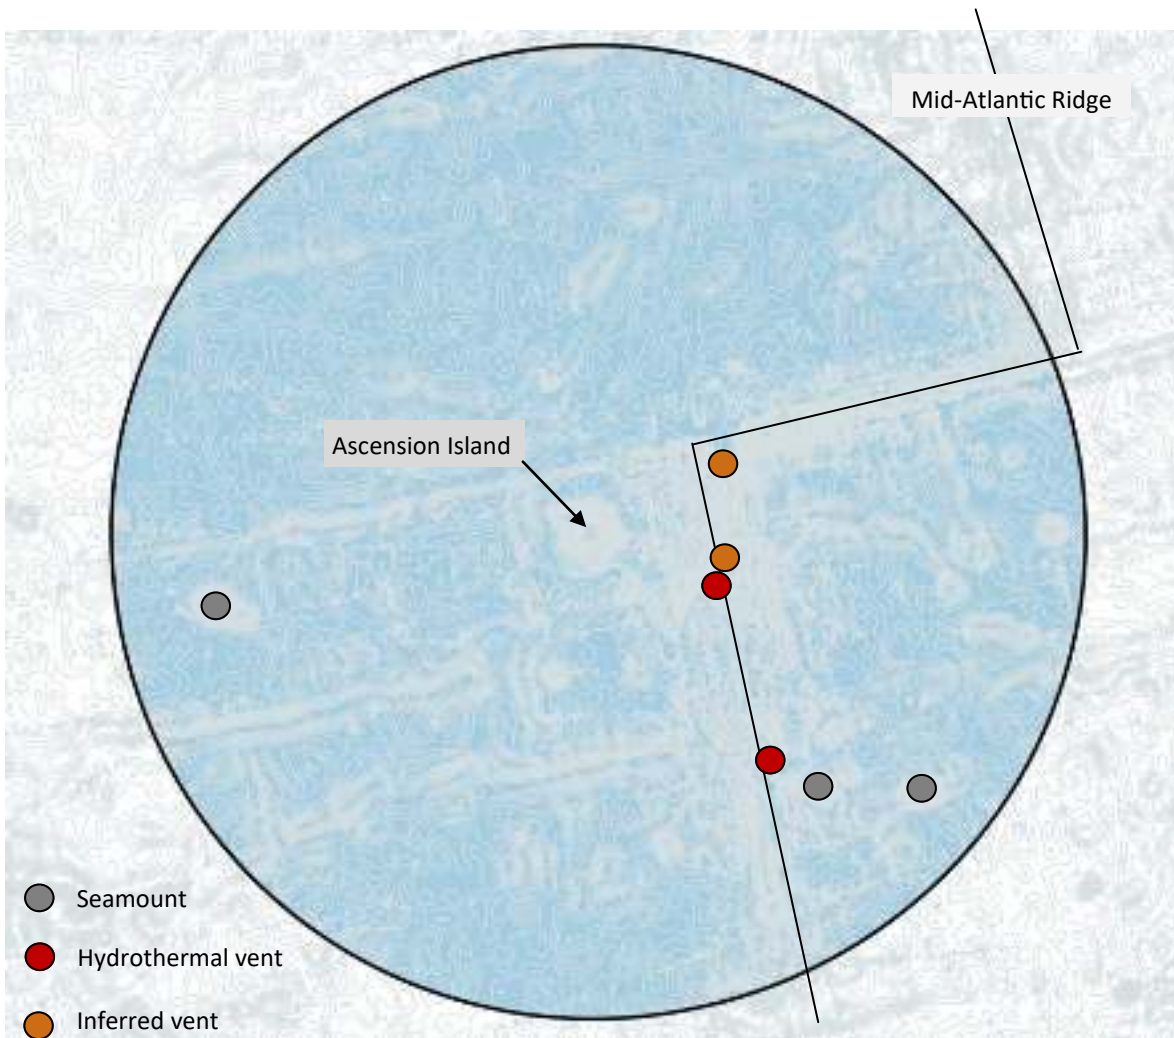 Mid-Atlantic Ridge
Ascension Island
Seamount
Hydrothermal vent
Inferred vent